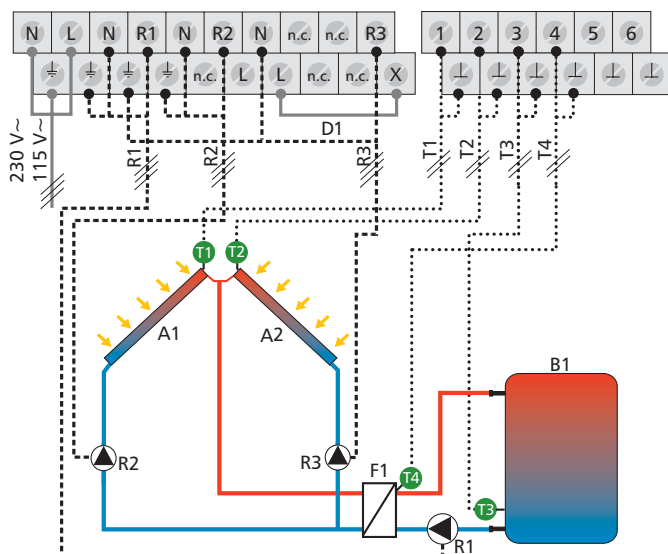 N L N R1 N R2 N n.c. n.c. R3 1 2 3 4 5 6
n.c. L L n.c. n.c. X
D1
230 V~
115 V~
R1 R2 R3 T1 T2 T3 T4
T1 T2
A1 A2
B1
R2 R3 F1 T4
T3
R1